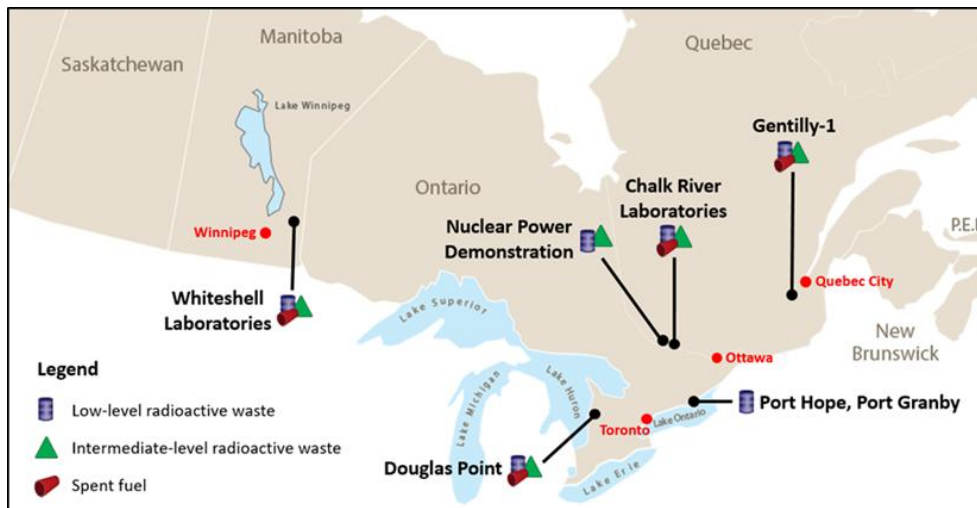 Manitoba
Quebec
Saskatchewan
Lake Winnipeg
Gentilly-1
Ontario
Chalk River
Laboratories
Nuclear Power
Demonstration
Winnipeg
P.E.I
Quebec City
Whiteshell
Laboratories
Lake Superior
New
Brunswick
Ottawa
Legend
Low-level radioactive waste
Intermediate-level radioactive waste
Spent fuel
Lake Michigan
Lake Huron
Port Hope, Port Granby
Toronto
Lake Ontario
Douglas Point
Lake Erie